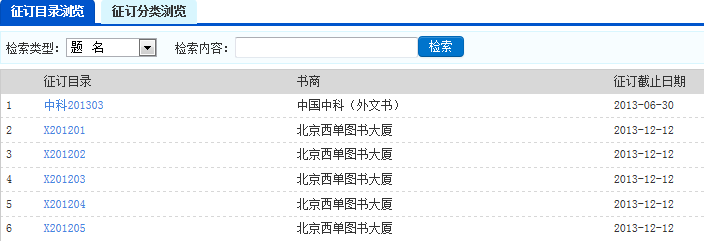 征订目录浏览 征订分类浏览
检索类型: 题 名 检索内容: 检索
征订目录 书商 征订截止日期
1 中科201303 中国中科（外文书） 2013-06-30
2 X201201 北京西单图书大厦 2013-12-12
3 X201202 北京西单图书大厦 2013-12-12
4 X201203 北京西单图书大厦 2013-12-12
5 X201204 北京西单图书大厦 2013-12-12
6 X201205 北京西单图书大厦 2013-12-12